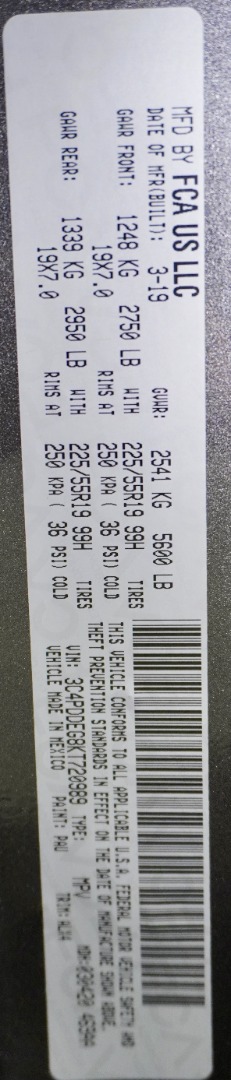 MFD BY FCA US LLC
DATE OF MFR(BUILT): 3-19 GVWR: 2541 KG 5600 LB
GAWR FRONT: 1248 KG 2750 LB WITH 225/55R19 99H TIRES
19X7.0 RIMS AT 250 KPA ( 36 PSI) COLD
GAWR REAR: 1339 KG 2950 LB WITH 225/55R19 99H TIRES
19X7.0 RIMS AT 250 KPA ( 36 PSI) COLD
THIS VEHICLE CONFORMS TO ALL APPLICABLE U.S.A. FEDERAL MOTOR VEHICLE SAFETY AND
THEFT PREVENTION STANDARDS IN EFFECT ON THE DATE OF MANUFACTURE SHOWN ABOVE.
VIN: 3C4PDDEG9KT720989 TYPE: MPV
VEHICLE MADE IN MEXICO PAINT: PAU TRIM: